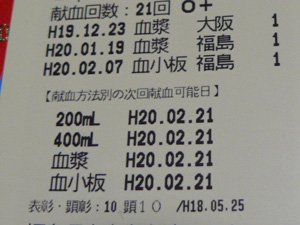 献血回数: 21回 O+
H19.12.23 血漿 大阪 1
H20.01.19 血漿 福島 1
H20.02.07 血小板 福島 1
【献血方法別の次回献血可能日】
200mL H20.02.21
400mL H20.02.21
血漿 H20.02.21
血小板 H20.02.21
表彰・顕彰: 10 顕10 /H18.05.25